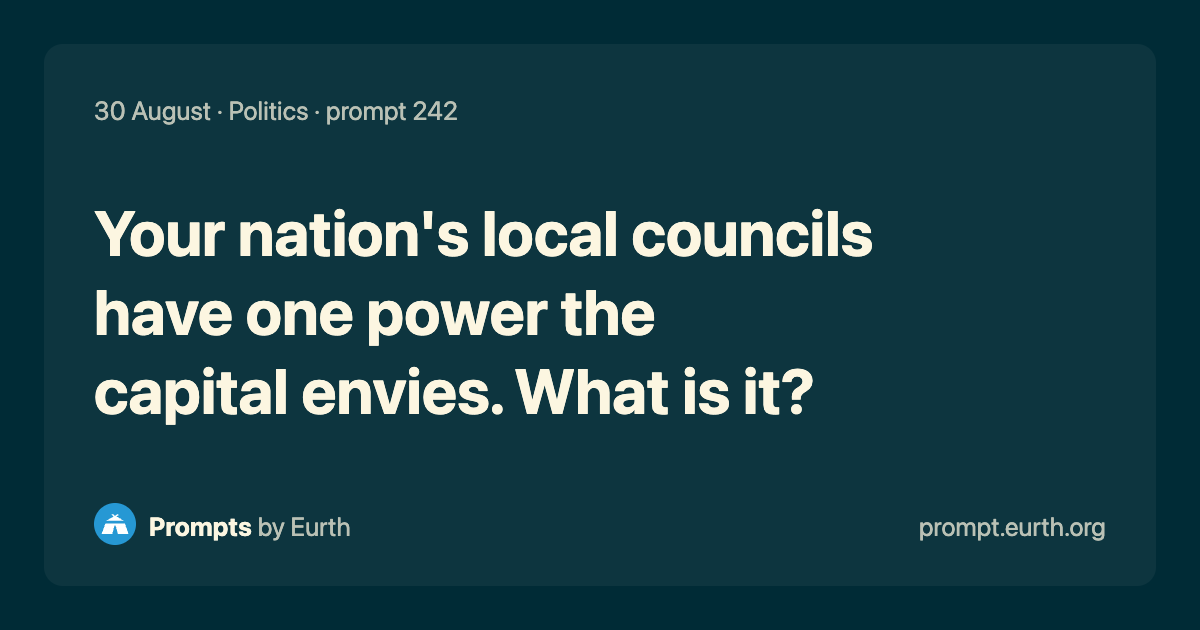 30 August · Politics · prompt 242
Your nation's local councils
have one power the
capital envies. What is it?
Prompts by Eurth
prompt.eurth.org